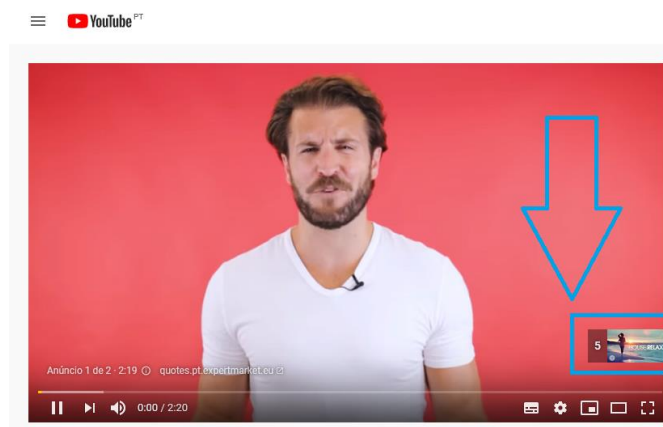 YouTube PT
5
Anúncio 1 de 2 · 2:19
quotes.pt.expertmarket.eu
0:00 / 2:20